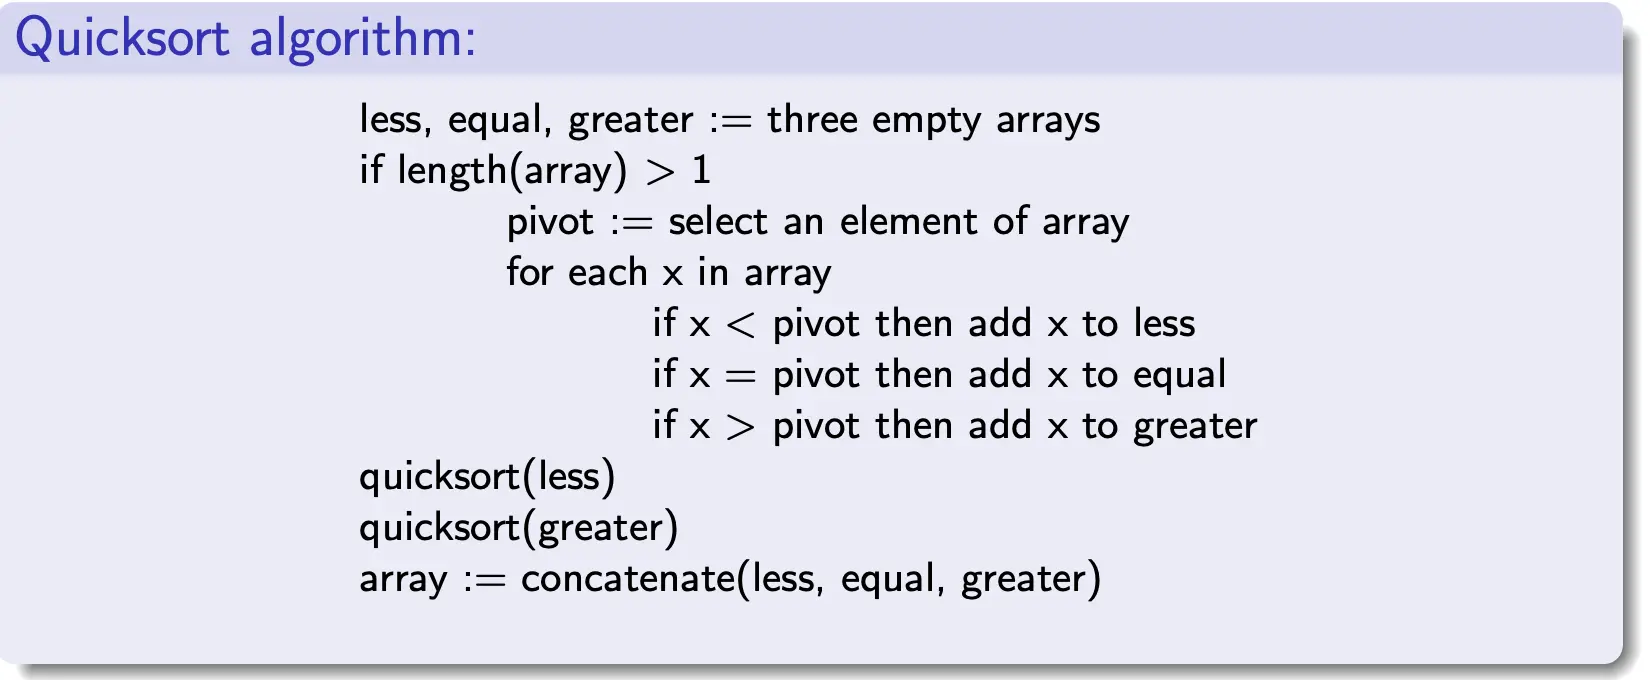 Quicksort algorithm:
less, equal, greater := three empty arrays
if length(array) > 1
pivot := select an element of array
for each x in array
if x < pivot then add x to less
if x = pivot then add x to equal
if x > pivot then add x to greater
quicksort(less)
quicksort(greater)
array := concatenate(less, equal, greater)